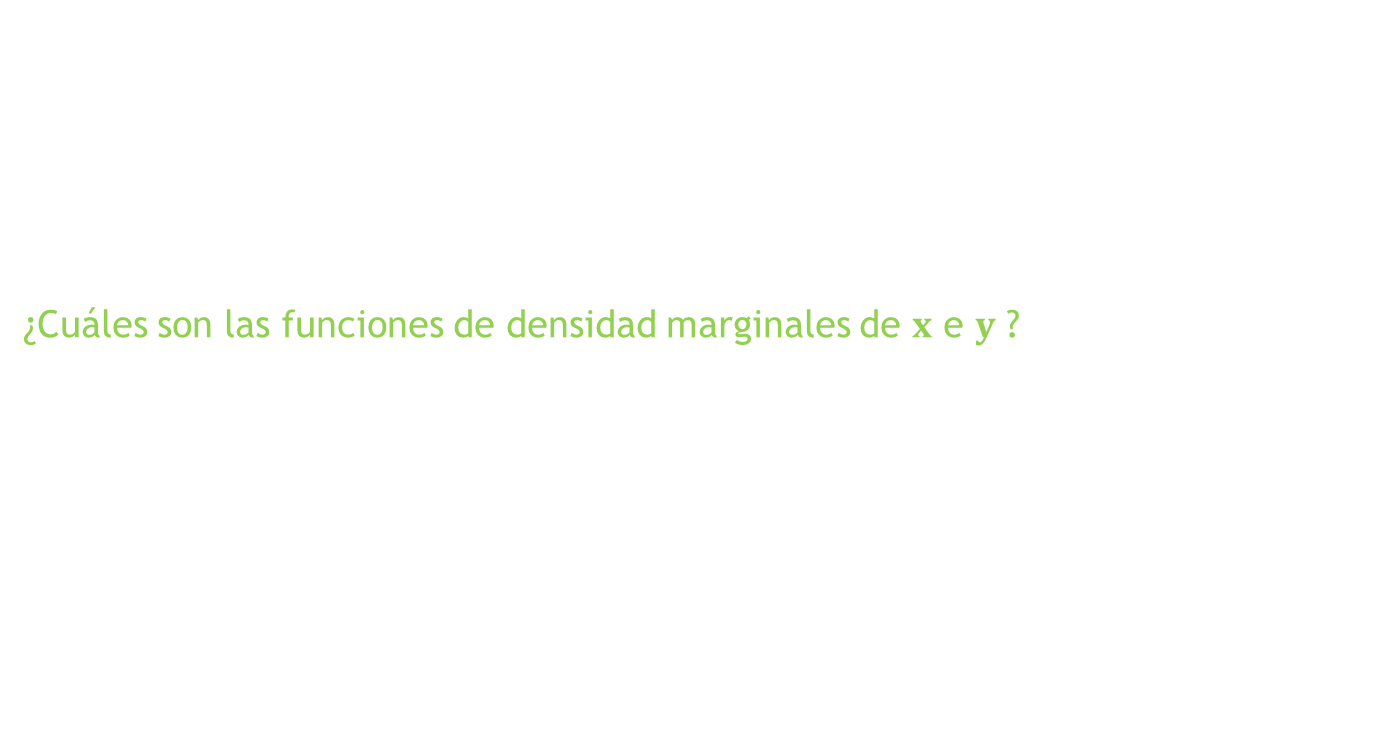 ¿Cuáles son las funciones de densidad marginales de x e y ?